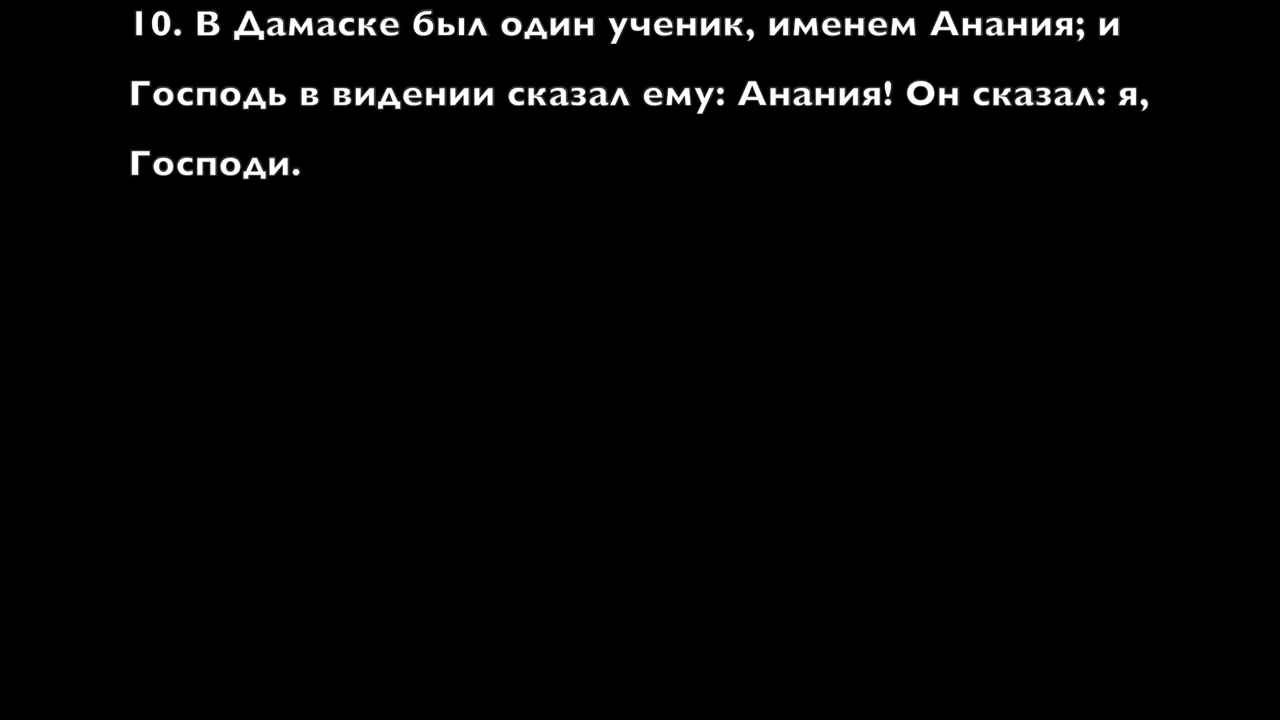 10. В Дамаске был один ученик, именем Анания; и
Господь в видении сказал ему: Анания! Он сказал: я,
Господи.